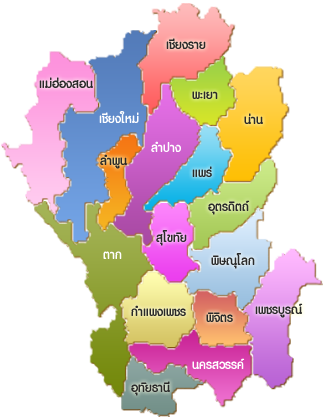 เชียงราย
แม่ฮ่องสอน
พะเยา
เชียงใหม่
น่าน
ลำปาง
ลำพูน
แพร่
อุตรดิตถ์
สุโขทัย
ตาก
พิษณุโลก
กำแพงเพชร
พิจิตร
เพชรบูรณ์
นครสวรรค์
อุทัยธานี